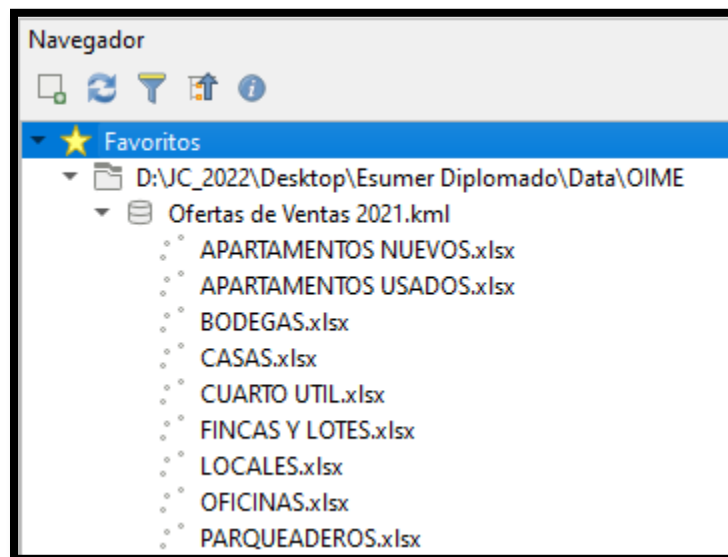 Navegador
Favoritos
D:\JC_2022\Desktop\Esumer Diplomado\Data\OIME
Ofertas de Ventas 2021.kml
APARTAMENTOS NUEVOS.xlsx
APARTAMENTOS USADOS.xlsx
BODEGAS.xlsx
CASAS.xlsx
CUARTO UTIL.xlsx
FINCAS Y LOTES.xlsx
LOCALES.xlsx
OFICINAS.xlsx
PARQUEADEROS.xlsx